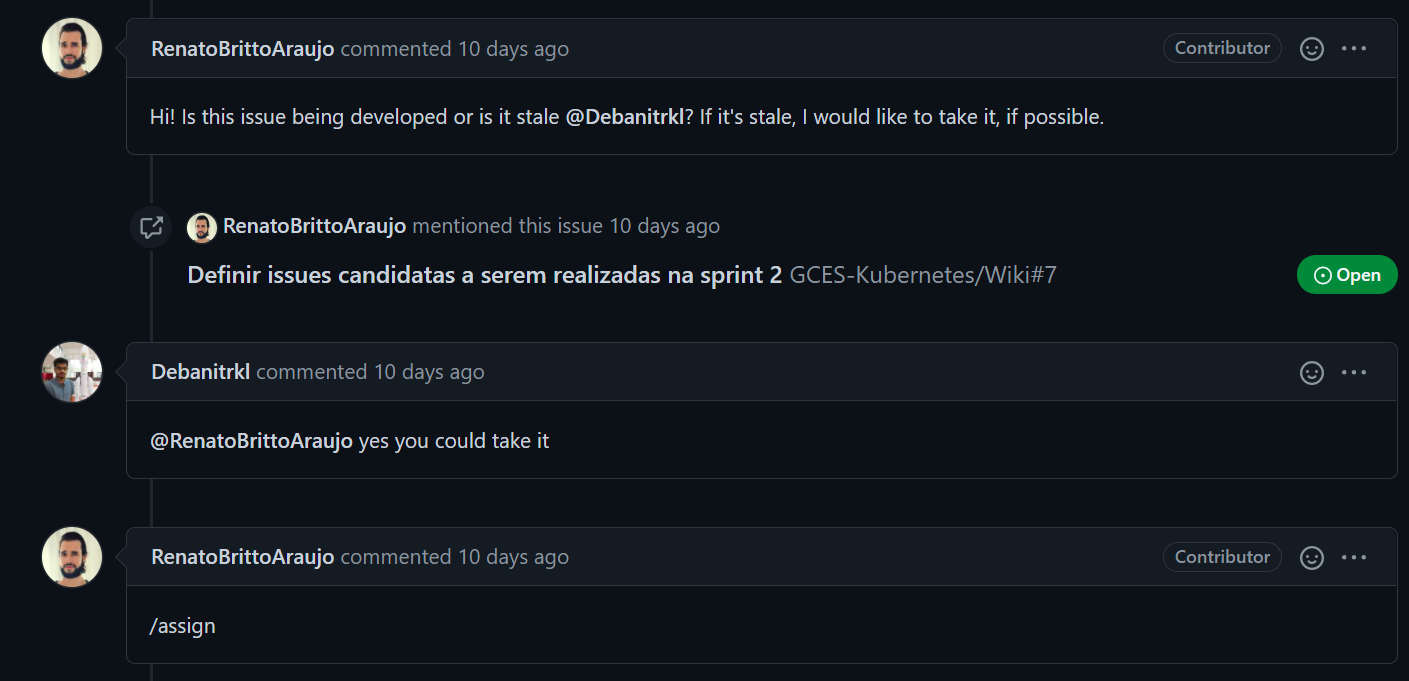 RenatoBrittoAraujo commented 10 days ago Contributor
Hi! Is this issue being developed or is it stale @Debanitrkl? If it's stale, I would like to take it, if possible.
RenatoBrittoAraujo mentioned this issue 10 days ago
Definir issues candidatas a serem realizadas na sprint 2 GCES-Kubernetes/Wiki#7 Open
Debanitrkl commented 10 days ago
@RenatoBrittoAraujo yes you could take it
RenatoBrittoAraujo commented 10 days ago Contributor
/assign